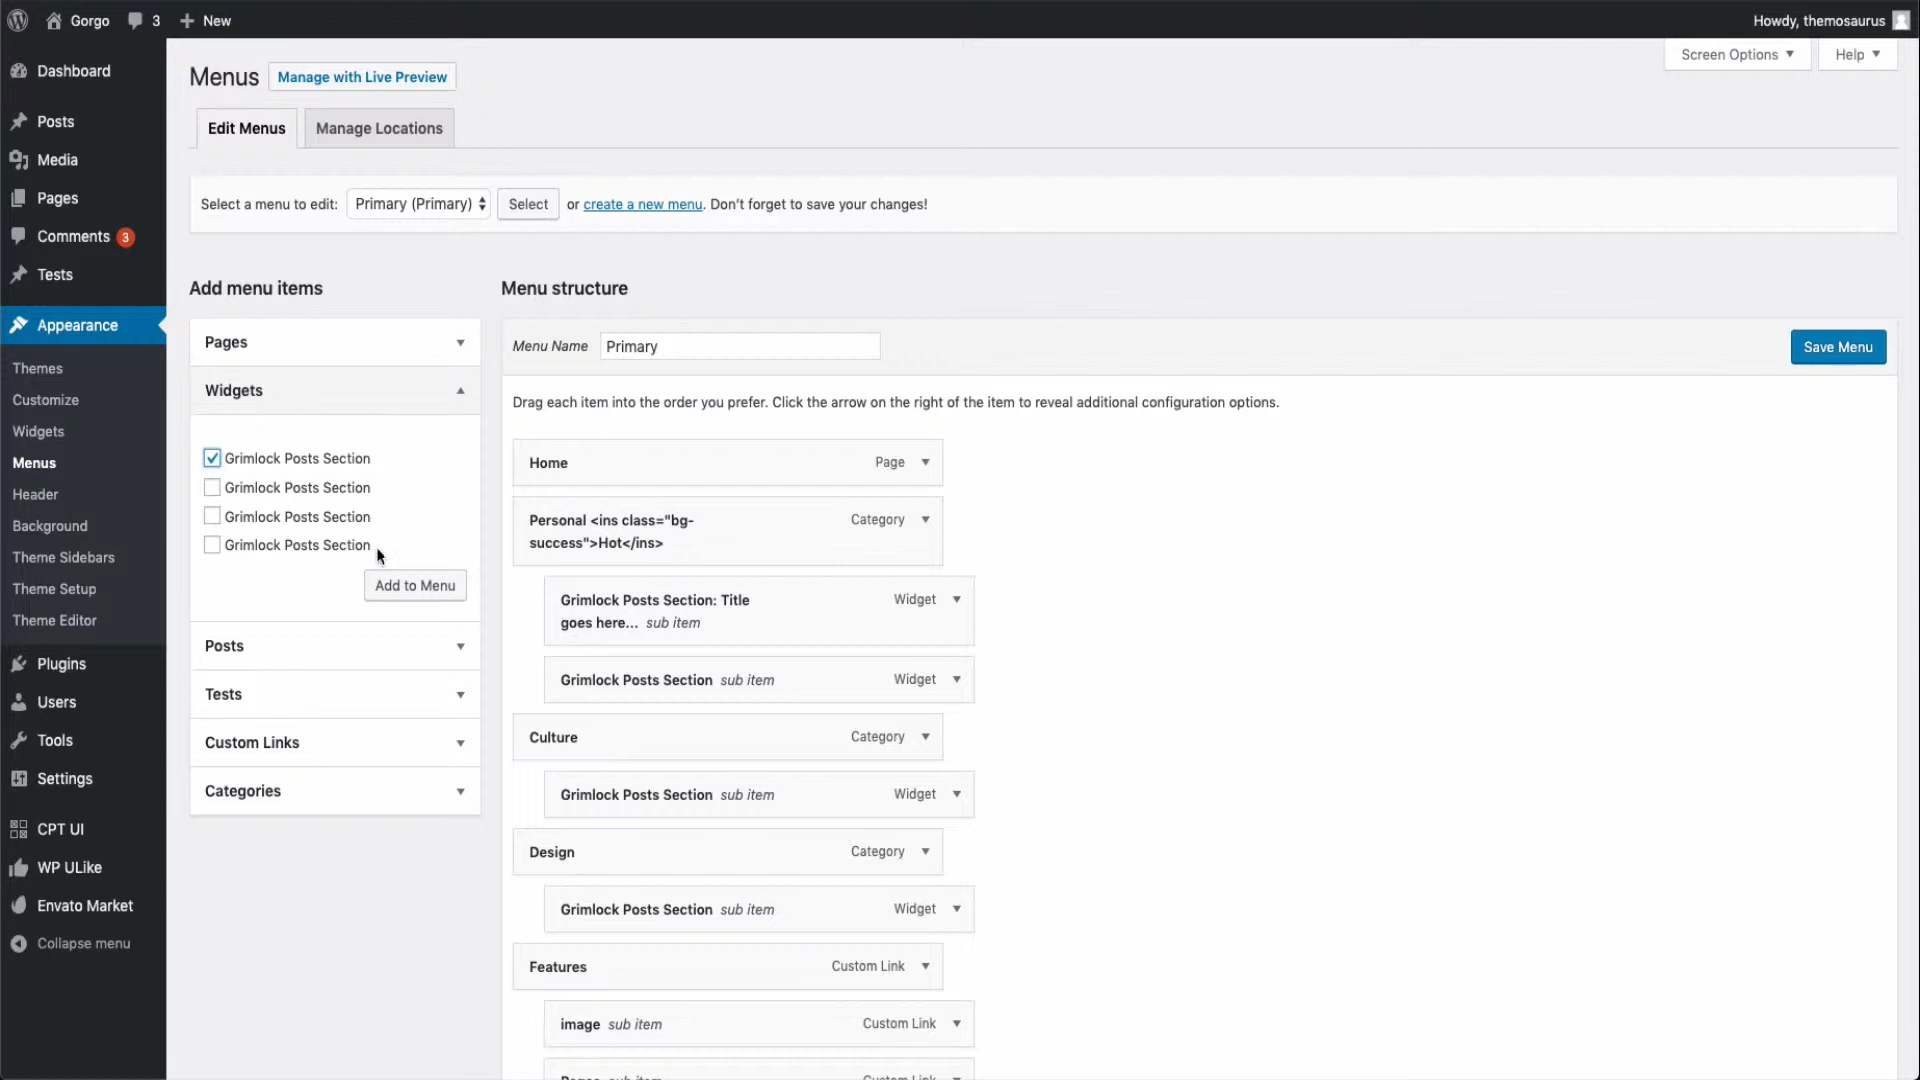 Gorgo 3 New Howdy, themosaurus
Screen Options Help
Menus Manage with Live Preview
Edit Menus Manage Locations
Select a menu to edit: Primary (Primary) Select or create a new menu. Don't forget to save your changes!
Dashboard
Posts
Media
Pages
Comments 3
Tests
Appearance
Themes
Customize
Widgets
Menus
Header
Background
Theme Sidebars
Theme Setup
Theme Editor
Plugins
Users
Tools
Settings
CPT UI
WP ULike
Envato Market
Collapse menu
Add menu items
Pages
Widgets
Grimlock Posts Section
Grimlock Posts Section
Grimlock Posts Section
Grimlock Posts Section
Add to Menu
Posts
Tests
Custom Links
Categories
Menu structure
Menu Name Primary Save Menu
Drag each item into the order you prefer. Click the arrow on the right of the item to reveal additional configuration options.
Home Page
Personal <ins class="bg- Category
success">Hot</ins>
Grimlock Posts Section: Title Widget
goes here... sub item
Grimlock Posts Section sub item Widget
Culture Category
Grimlock Posts Section sub item Widget
Design Category
Grimlock Posts Section sub item Widget
Features Custom Link
image sub item Custom Link
sub item Custom Link